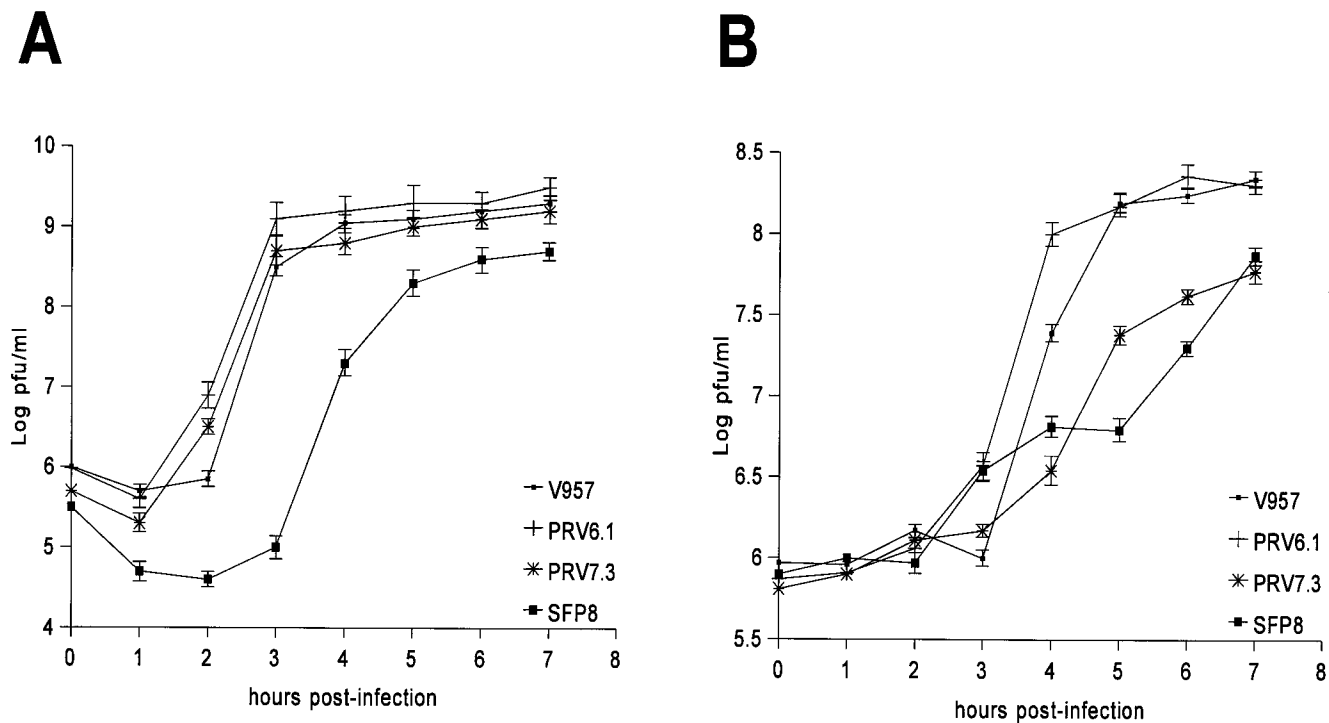 A
10
9
8
7
6
5
4
Log pfu/ml
0 1 2 3 4 5 6 7 8
hours post-infection
V957
PRV6.1
PRV7.3
SFP8
B
8.5
8
7.5
7
6.5
6
5.5
Log pfu/ml
0 1 2 3 4 5 6 7 8
hours post-infection
V957
PRV6.1
PRV7.3
SFP8